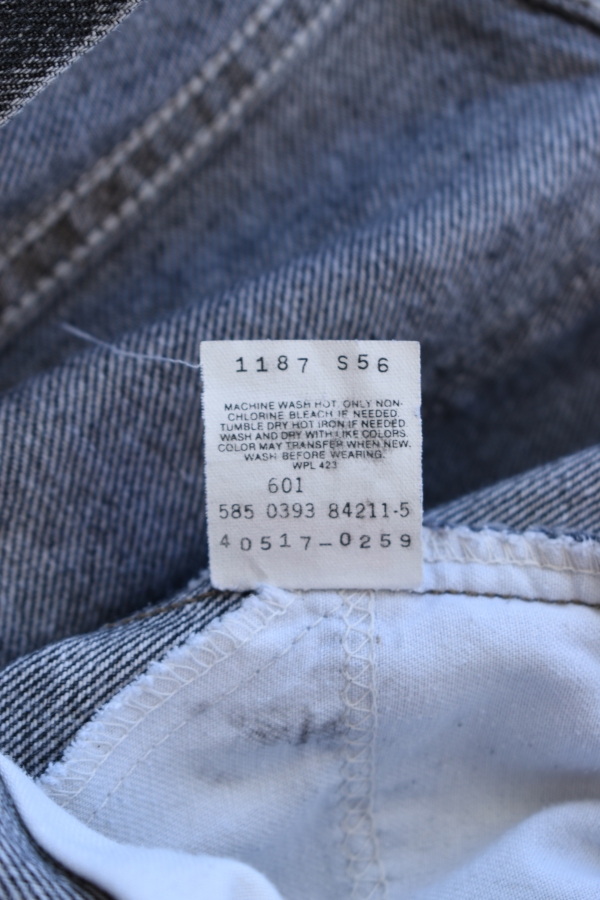 1187 S56
MACHINE WASH HOT. ONLY NON-
CHLORINE BLEACH IF NEEDED.
TUMBLE DRY HOT IRON IF NEEDED.
WASH AND DRY WITH LIKE COLORS.
COLOR MAY TRANSFER WHEN NEW.
WASH BEFORE WEARING.
WPL 423
601
585 0393 84211-5
40517-0259